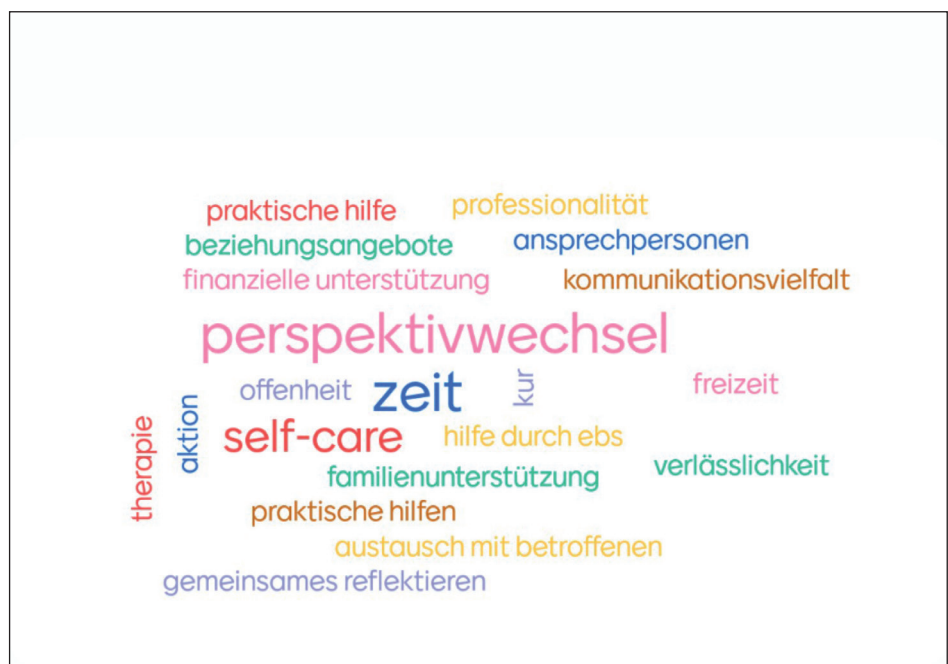 praktische hilfe
professionalität
beziehungsangebote
ansprechpersonen
finanzielle unterstützung
kommunikationsvielfalt
perspektivwechsel
offenheit
zeit
kur
freizeit
therapie
aktion
self-care
hilfe durch ebs
familienunterstützung
verlässlichkeit
praktische hilfen
austausch mit betroffenen
gemeinsames reflektieren